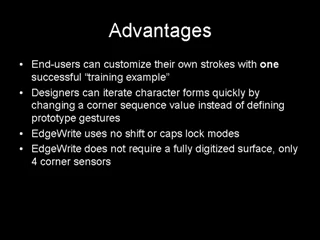 Advantages
• End-users can customize their own strokes with one
successful “training example”
• Designers can iterate character forms quickly by
changing a corner sequence value instead of defining
prototype gestures
• EdgeWrite uses no shift or caps lock modes
• EdgeWrite does not require a fully digitized surface, only
4 corner sensors